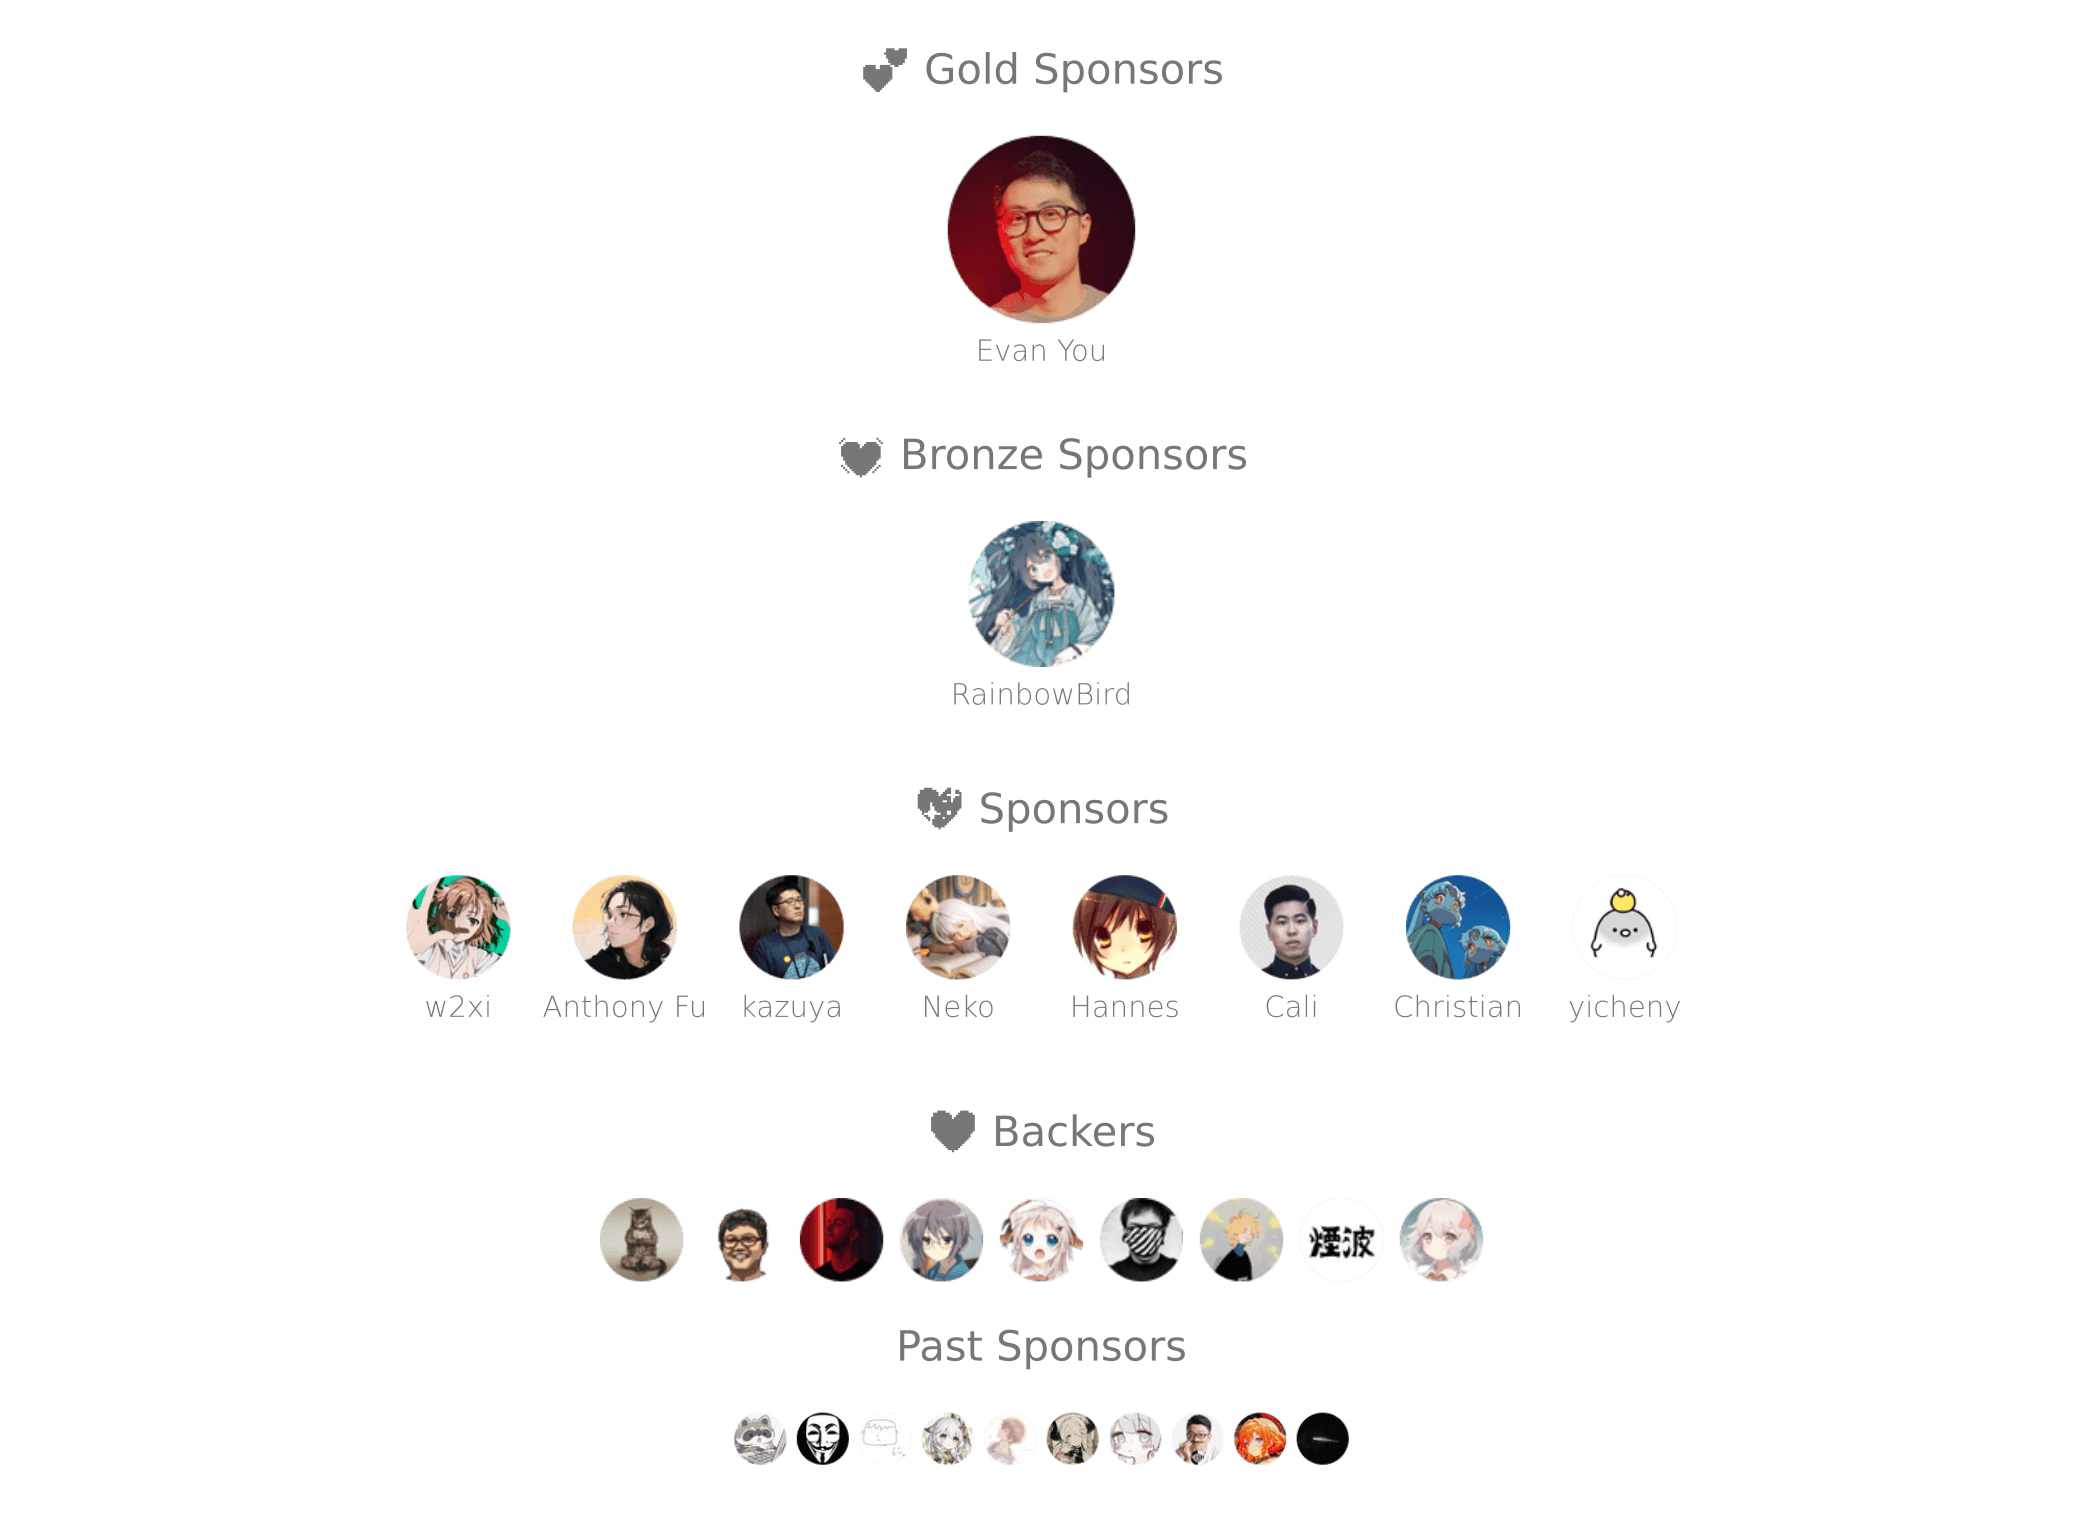 Gold Sponsors
Evan You
Bronze Sponsors
RainbowBird
Sponsors
w2xi Anthony Fu kazuya Neko Hannes Cali Christian yicheny
Backers
煙波
Past Sponsors